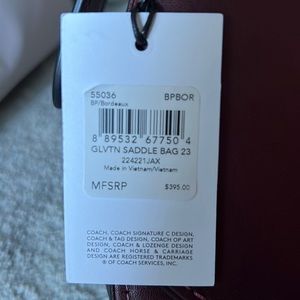 55036 BPBOR
BP/Bordeaux
8 89532 67750 4
GLVTN SADDLE BAG 23
224221JAX
Made in Vietnam/Vietnam
MFSRP $395.00
COACH, COACH SIGNATURE C DESIGN,
COACH & TAG DESIGN, COACH OP ART
DESIGN, COACH & LOZENGE DESIGN
AND COACH HORSE & CARRIAGE
DESIGN ARE REGISTERED TRADEMARKS
® OF COACH SERVICES, INC.